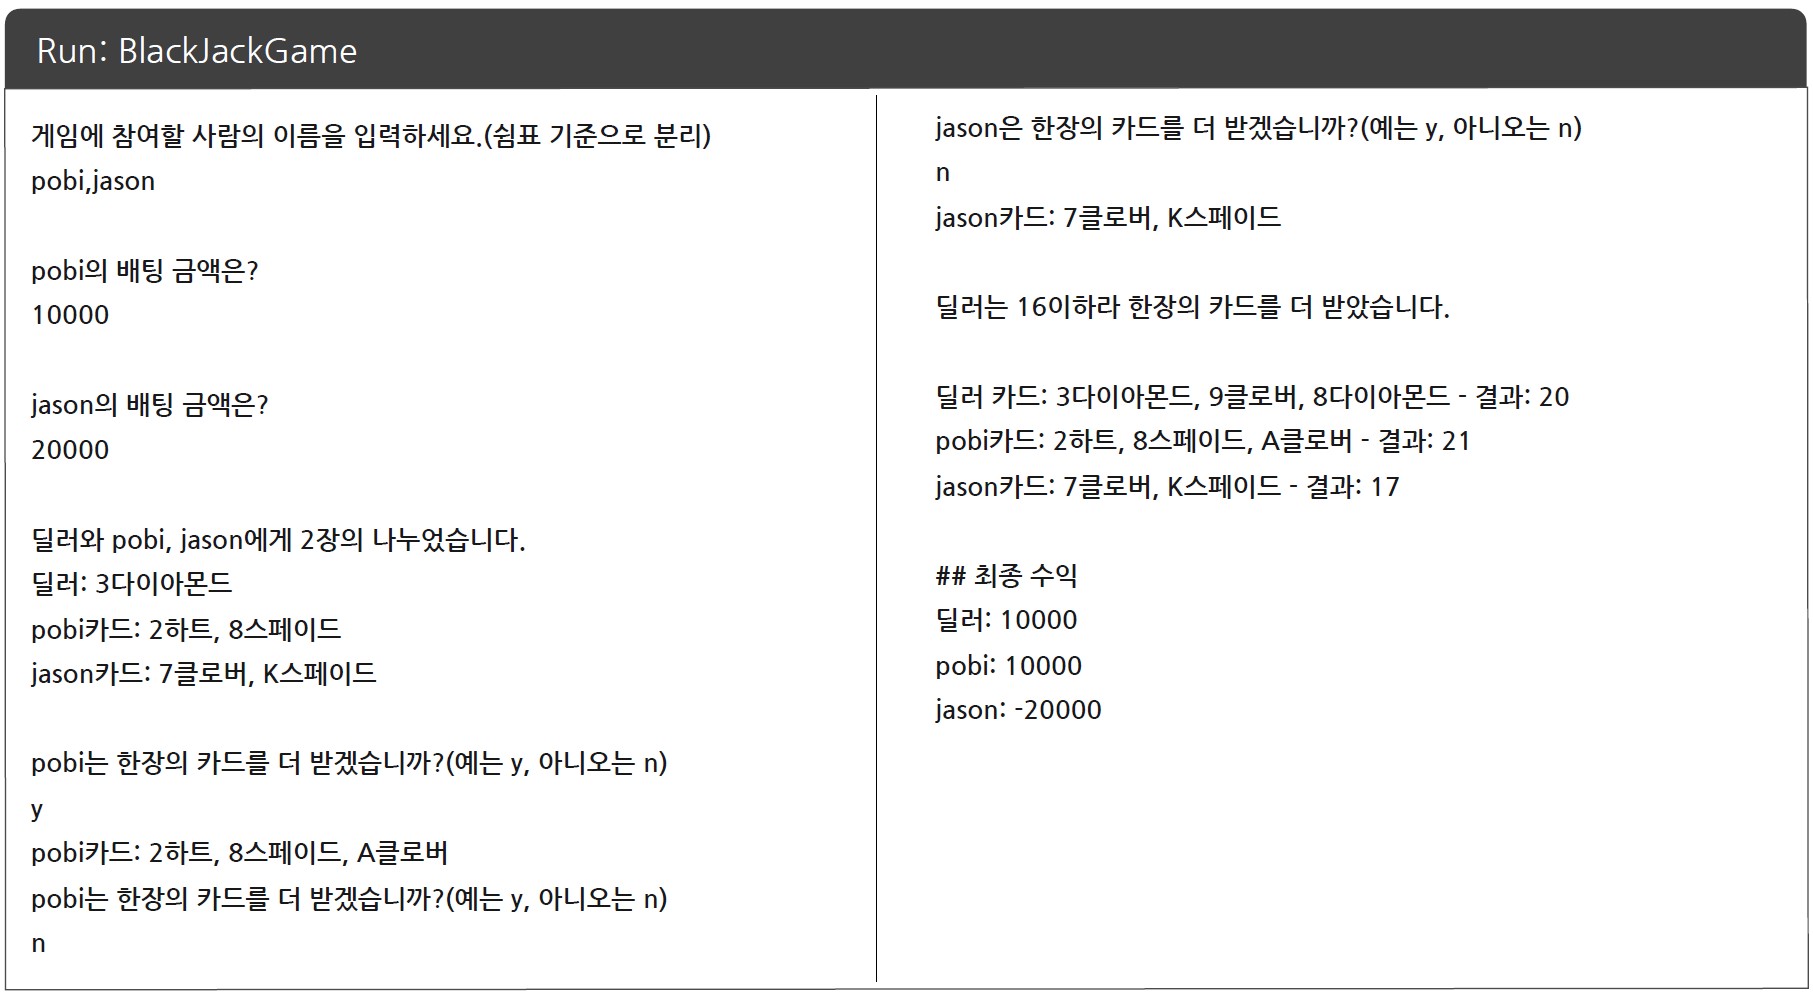 Run: BlackJackGame
게임에 참여할 사람의 이름을 입력하세요.(쉼표 기준으로 분리)
pobi,jason
pobi의 배팅 금액은?
10000
jason의 배팅 금액은?
20000
딜러와 pobi, jason에게 2장의 나누었습니다.
딜러: 3다이아몬드
pobi카드: 2하트, 8스페이드
jason카드: 7클로버, K스페이드
pobi는 한장의 카드를 더 받겠습니까?(예는 y, 아니오는 n)
y
pobi카드: 2하트, 8스페이드, A클로버
pobi는 한장의 카드를 더 받겠습니까?(예는 y, 아니오는 n)
n
jason은 한장의 카드를 더 받겠습니까?(예는 y, 아니오는 n)
n
jason카드: 7클로버, K스페이드
딜러는 16이하라 한장의 카드를 더 받았습니다.
딜러 카드: 3다이아몬드, 9클로버, 8다이아몬드 - 결과: 20
pobi카드: 2하트, 8스페이드, A클로버 - 결과: 21
jason카드: 7클로버, K스페이드 - 결과: 17
## 최종 수익
딜러: 10000
pobi: 10000
jason: -20000